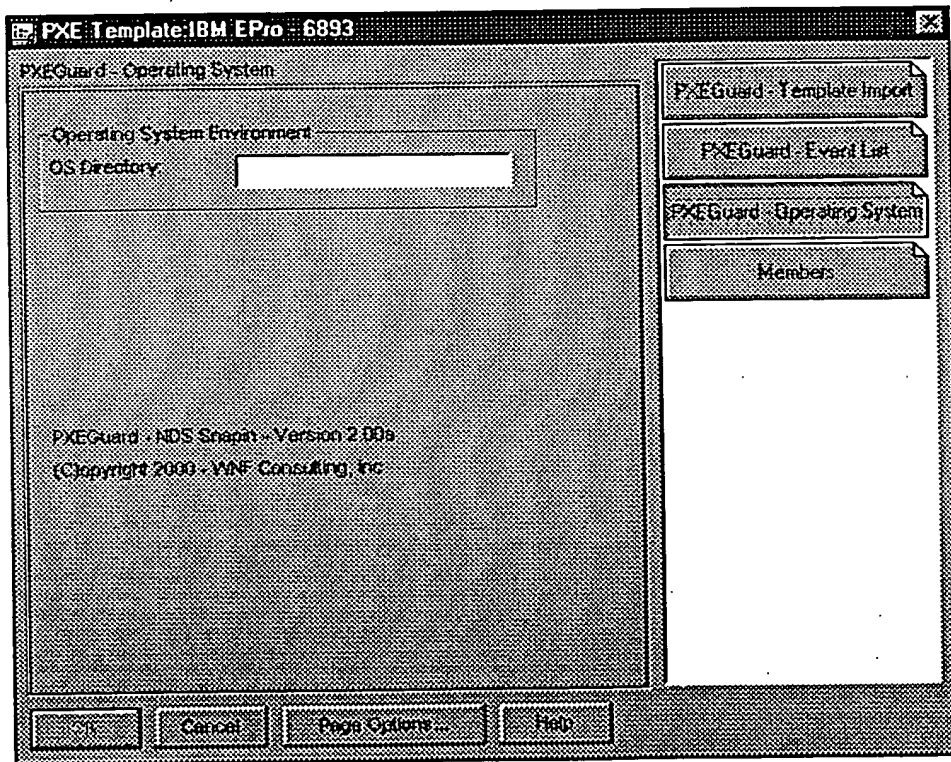 PXE Template:IBM EPro - 6893
PXEGuard - Operating System
Operating System Environment
OS Directory:
PXEGuard - NDS Snapin - Version 2.00a
(C)opyright 2000 - WNF Consulting, Inc
OK
Cancel
Page Options...
Help
PXEGuard - Template Import
PXEGuard - Event List
PXEGuard - Operating System
Members